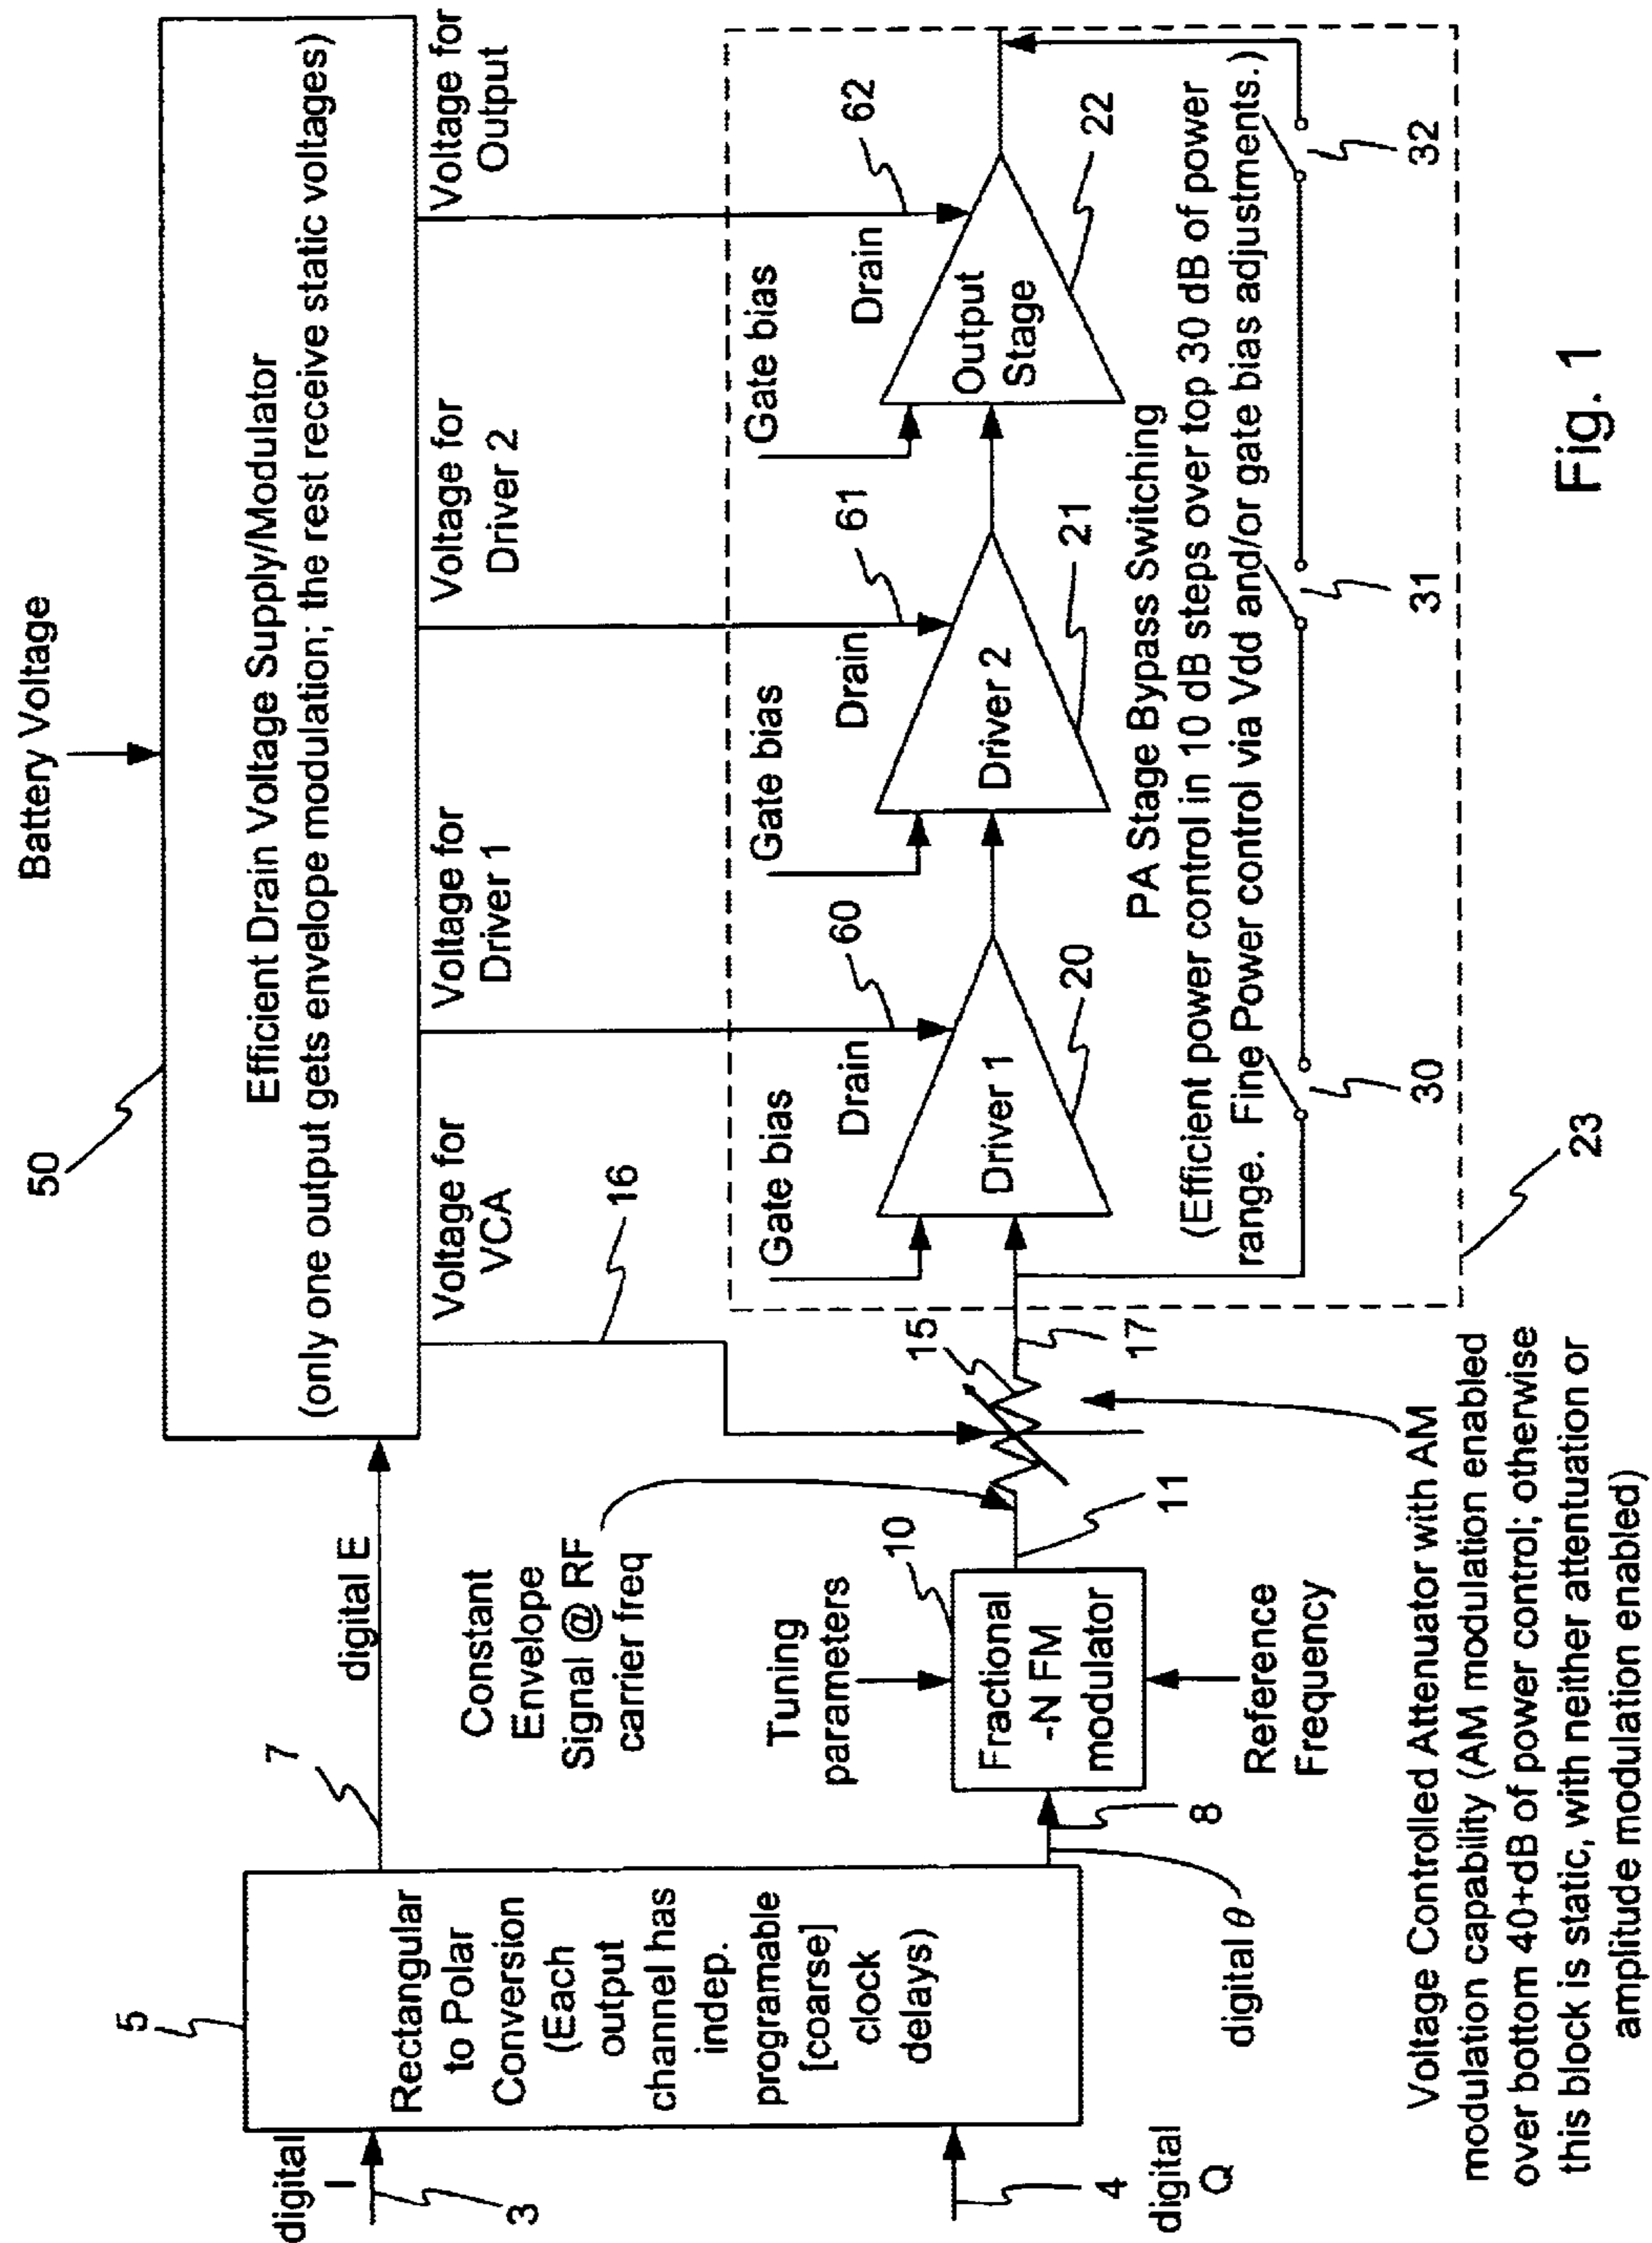 Battery Voltage
50
Efficient Drain Voltage Supply/Modulator
(only one output gets envelope modulation; the rest receive static voltages)
digital E
7
Voltage for
VCA
Voltage for
Driver 1
Voltage for
Driver 2
Voltage for
Output
16
5
Rectangular
to Polar
Conversion
(Each
output
channel has
indep.
programable
[coarse]
clock
delays)
digital
I
3
4
digital
Q
Constant
Envelope
Signal @ RF
carrier freq
Tuning
parameters
10
Fractional
-N FM
modulator
Reference
Frequency
8
digital θ
11
15
17
Gate bias
Drain
60
Driver 1
20
Gate bias
Drain
61
Driver 2
21
Gate bias
Drain
62
Output
Stage
22
PA Stage Bypass Switching
(Efficient power control in 10 dB steps over top 30 dB of power
range. Fine Power control via Vdd and/or gate bias adjustments.)
30
31
32
23
Voltage Controlled Attenuator with AM
modulation capability (AM modulation enabled
over bottom 40+dB of power control; otherwise
this block is static, with neither attentuation or
amplitude modulation enabled)
Fig. 1